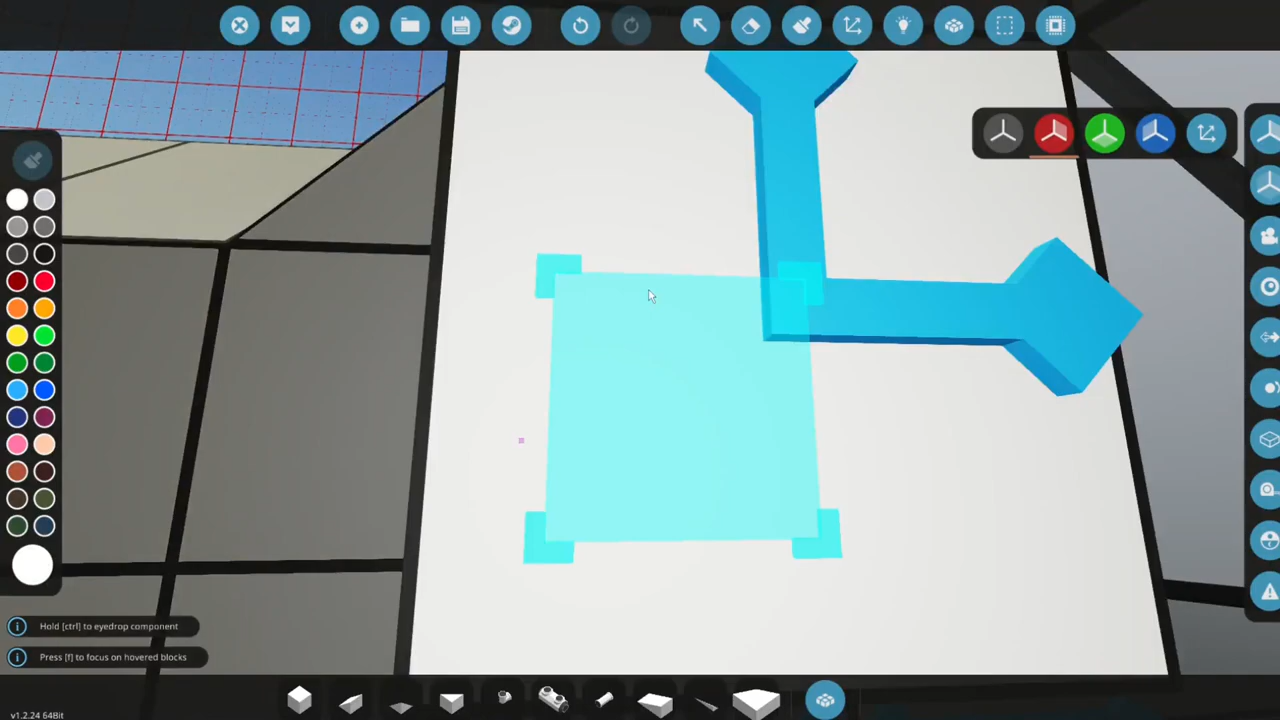 Hold [ctrl] to eyedrop component
Press [f] to focus on hovered blocks
v1.2.24 64Bit